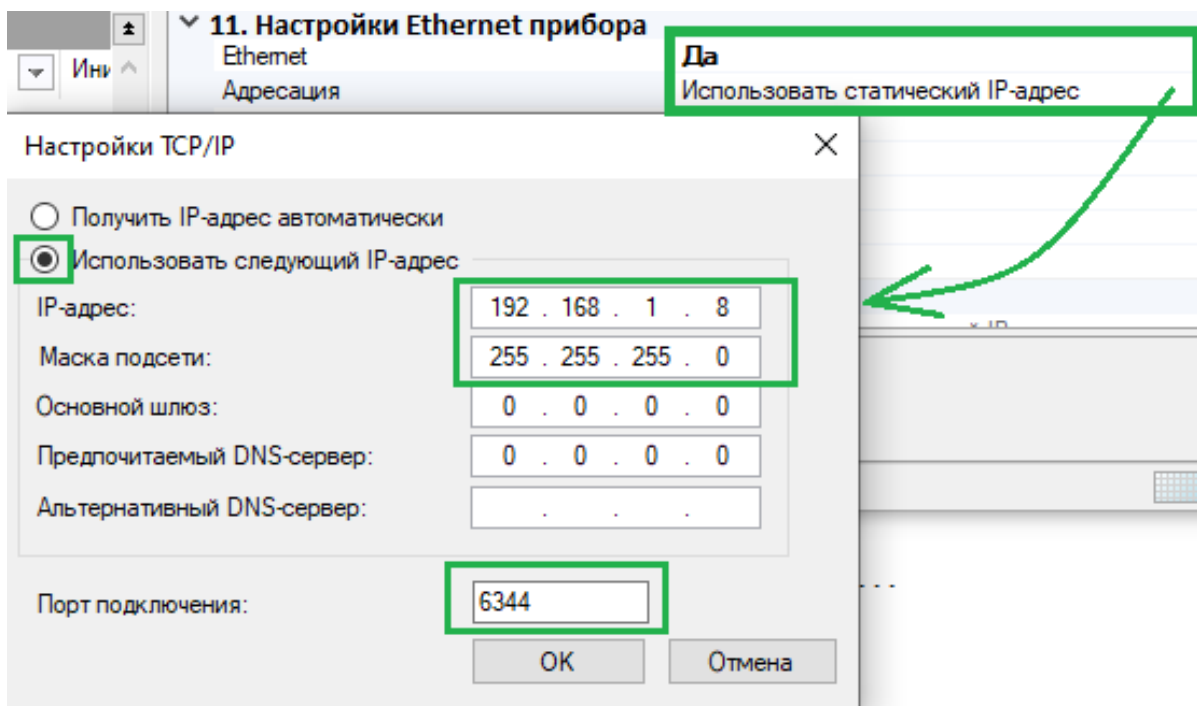 11. Настройки Ethernet прибора
Ини
Ethernet
Да
Адресация
Использовать статический IP-адрес
Настройки TCP/IP
Получить IP-адрес автоматически
Использовать следующий IP-адрес
IP-адрес:
192 . 168 . 1 . 8
Маска подсети:
255 . 255 . 255 . 0
Основной шлюз:
0 . 0 . 0 . 0
Предпочитаемый DNS-сервер:
0 . 0 . 0 . 0
Альтернативный DNS-сервер:
. . .
Порт подключения:
6344
OK
Отмена